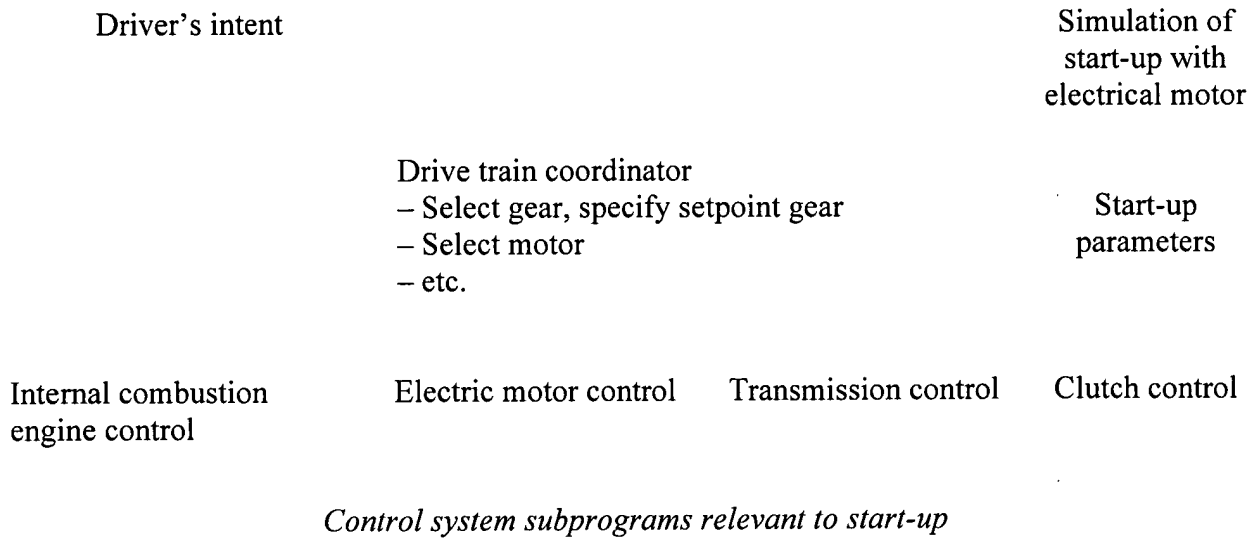 Driver's intent
Simulation of
start-up with
electrical motor
Drive train coordinator
– Select gear, specify setpoint gear
– Select motor
– etc.
Start-up
parameters
Internal combustion
engine control
Electric motor control
Transmission control
Clutch control
Control system subprograms relevant to start-up